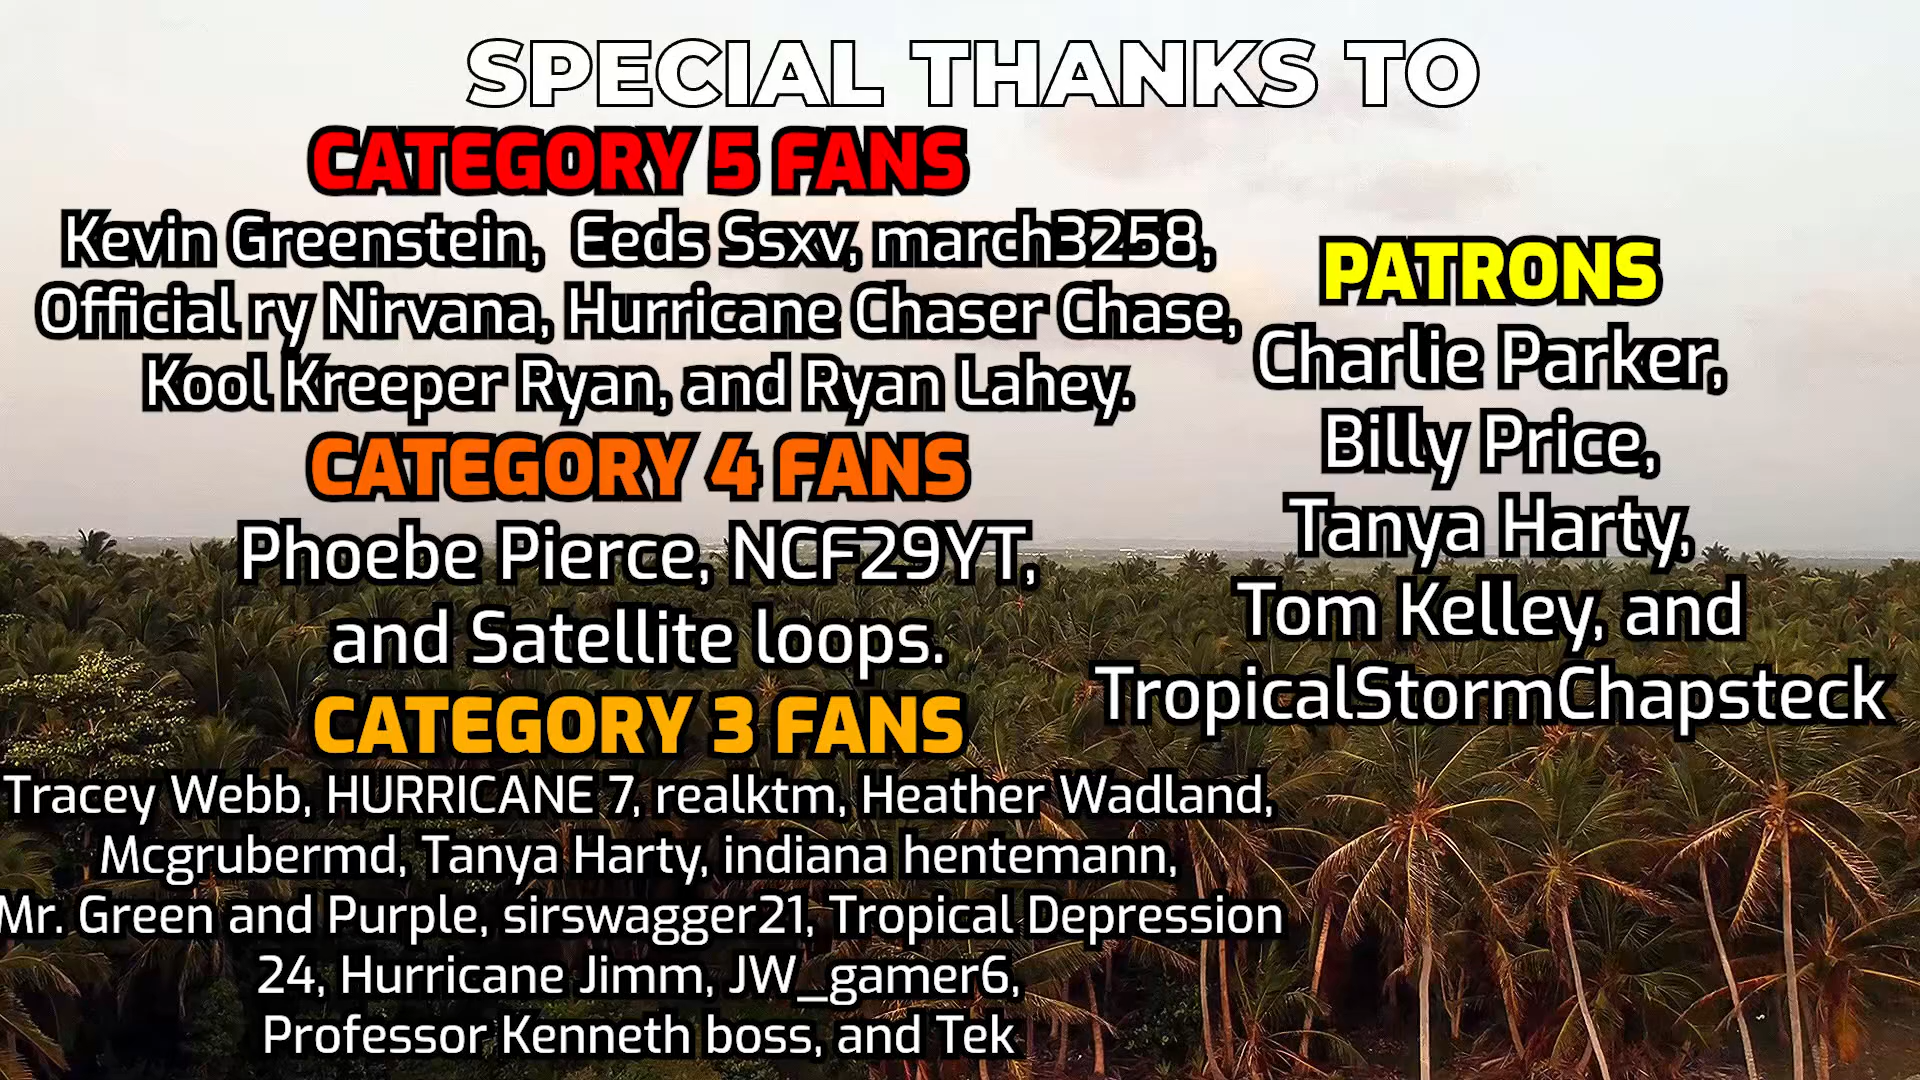 SPECIAL THANKS TO
CATEGORY 5 FANS
Kevin Greenstein, Eeds Ssxv, march3258,
Official ry Nirvana, Hurricane Chaser Chase,
Kool Kreeper Ryan, and Ryan Lahey.
CATEGORY 4 FANS
Phoebe Pierce, NCF29YT,
and Satellite loops.
CATEGORY 3 FANS
Tracey Webb, HURRICANE 7, realktm, Heather Wadland,
Mcgrubermd, Tanya Harty, indiana hentemann,
Mr. Green and Purple, sirswagger21, Tropical Depression
24, Hurricane Jimm, JW_gamer6,
Professor Kenneth boss, and Tek
PATRONS
Charlie Parker,
Billy Price,
Tanya Harty,
Tom Kelley, and
TropicalStormChapsteck